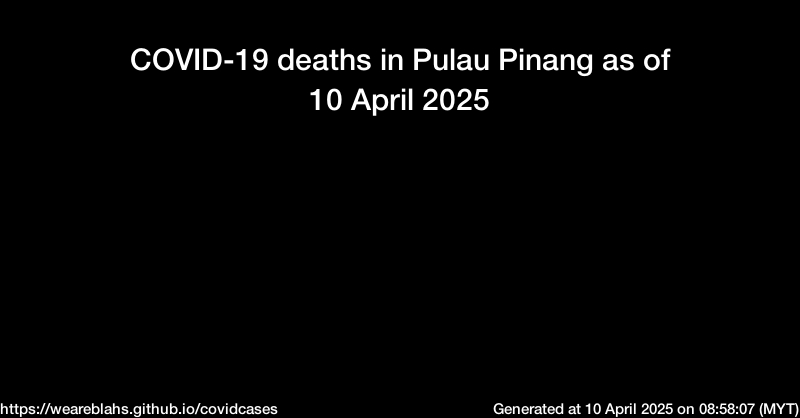 COVID-19 deaths in Pulau Pinang as of
10 April 2025
https://weareblahs.github.io/covidcases
Generated at 10 April 2025 on 08:58:07 (MYT)